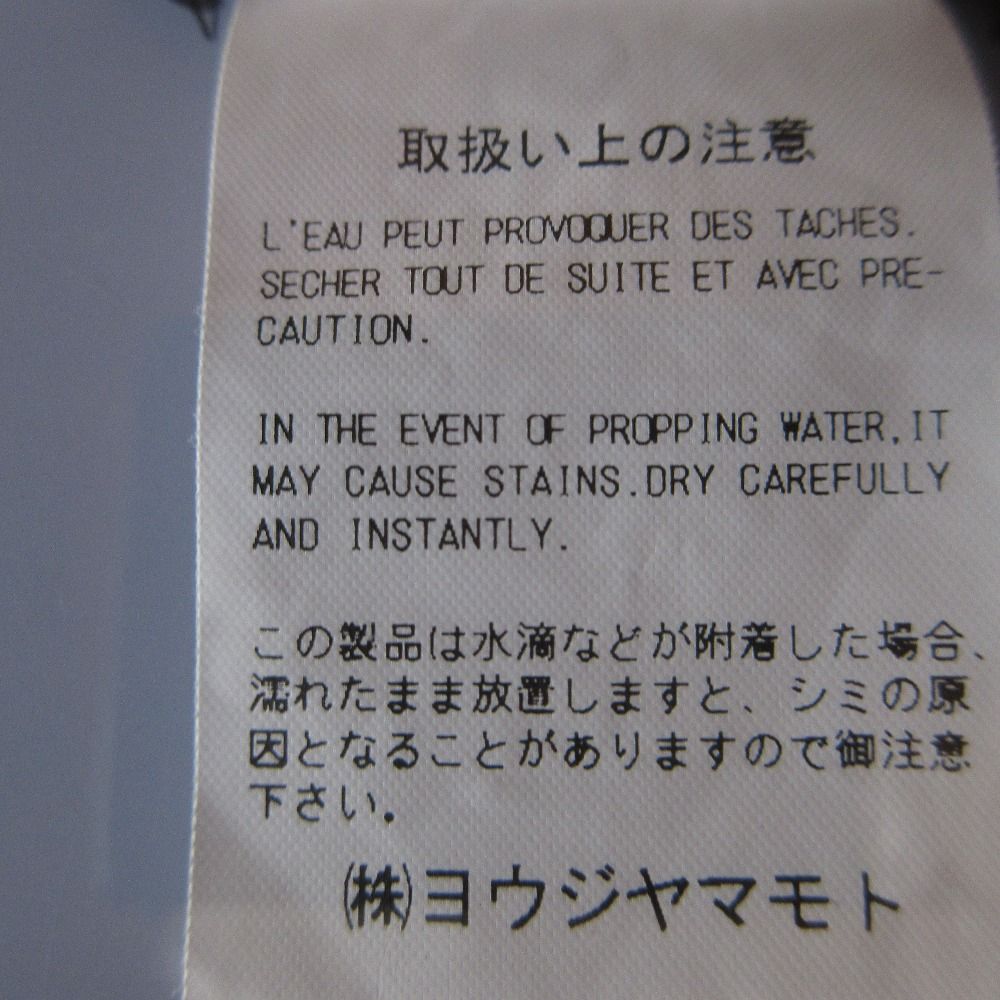 取扱い上の注意
L'EAU PEUT PROVOQUER DES TACHES.
SECHER TOUT DE SUITE ET AVEC PRE-
CAUTION.
IN THE EVENT OF PROPPING WATER,IT
MAY CAUSE STAINS.DRY CAREFULLY
AND INSTANTLY.
この製品は水滴などが附着した場合、
濡れたまま放置しますと、シミの原
因となることがありますので御注意
下さい。
㈱ヨウジヤマモト